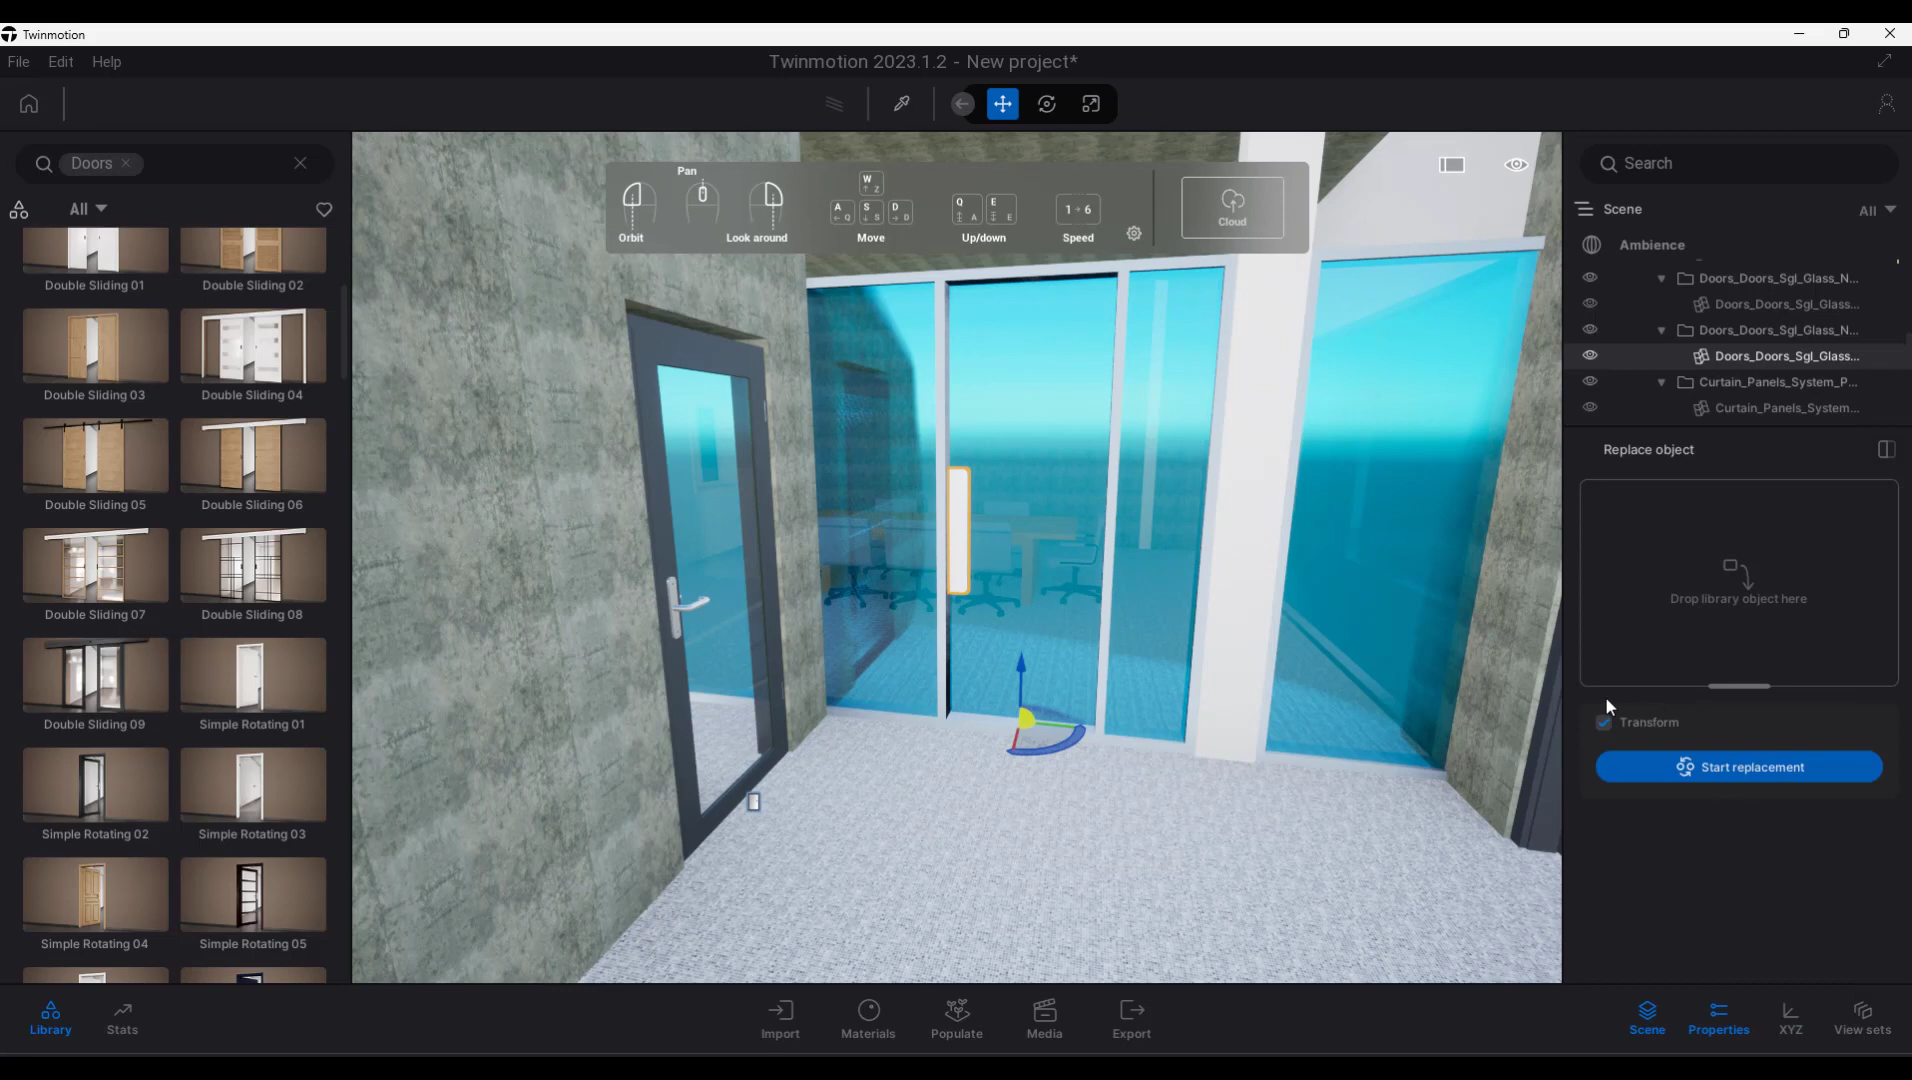 Twinmotion
File Edit Help
Twinmotion 2023.1.2 - New project*
Doors
All
Double Sliding 01
Double Sliding 02
Double Sliding 03
Double Sliding 04
Double Sliding 05
Double Sliding 06
Double Sliding 07
Double Sliding 08
Double Sliding 09
Simple Rotating 01
Simple Rotating 02
Simple Rotating 03
Simple Rotating 04
Simple Rotating 05
Pan
Orbit
Look around
W
Z
A
Q
S
S
D
D
Move
Q
A
E
E
Up/down
1 6
Speed
Cloud
Search
Scene
All
Ambience
Doors_Doors_Sgl_Glass_N...
Doors_Doors_Sgl_Glass...
Doors_Doors_Sgl_Glass_N...
Doors_Doors_Sgl_Glass...
Curtain_Panels_System_P...
Curtain_Panels_System...
Replace object
Drop library object here
Transform
Start replacement
Library
Stats
Import
Materials
Populate
Media
Export
Scene
Properties
XYZ
View sets